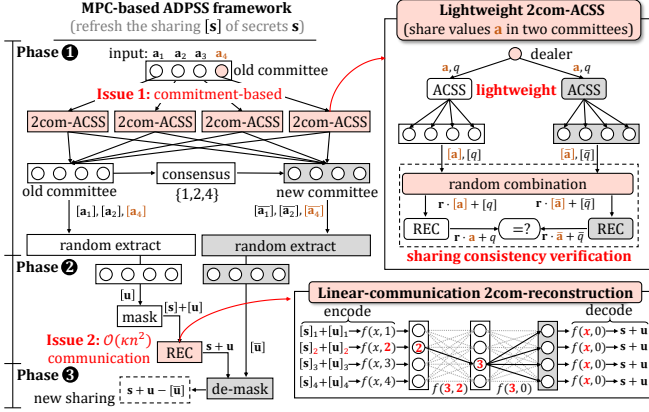 MPC-based ADPSS framework
(refresh the sharing [s] of secrets s)
Phase ❶
input: a₁ a₂ a₃ a₄
old committee
Issue 1: commitment-based
2com-ACSS 2com-ACSS 2com-ACSS 2com-ACSS
old committee
consensus
{1,2,4}
new committee
[a₁],[a₂],[a₄]
[a̅₁],[a̅₂],[a̅₄]
random extract
random extract
Phase ❷
[u]
mask
[s]+[u]
Issue 2: O(κn²)
communication
REC
s + u
[u̅]
Phase ❸
new sharing
s + u − [u̅]
de-mask
Lightweight 2com-ACSS
(share values a in two committees)
dealer
a,q
a,q
ACSS
lightweight
ACSS
[a],[q]
[a̅],[q̅]
random combination
r · [a] + [q]
r · [a̅] + [q̅]
REC
=?
REC
r · a + q
r · a̅ + q̅
sharing consistency verification
Linear-communication 2com-reconstruction
encode
decode
[s]₁+[u]₁ f(x, 1)
f(x, 0) s + u
[s]₂+[u]₂ f(x, 2)
2
f(x, 0) s + u
[s]₃+[u]₃ f(x, 3)
3
f(x, 0) s + u
[s]₄+[u]₄ f(x, 4)
f(x, 0) s + u
f(3, 2)
f(3, 0)